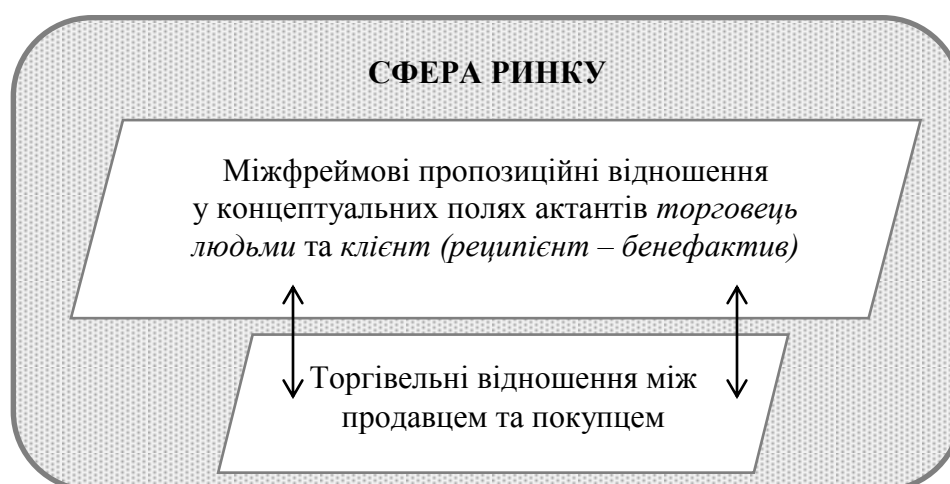 СФЕРА РИНКУ
Міжфреймові пропозиційні відношення
у концептуальних полях актантів торговець
людьми та клієнт (реципієнт – бенефактив)
Торгівельні відношення між
продавцем та покупцем